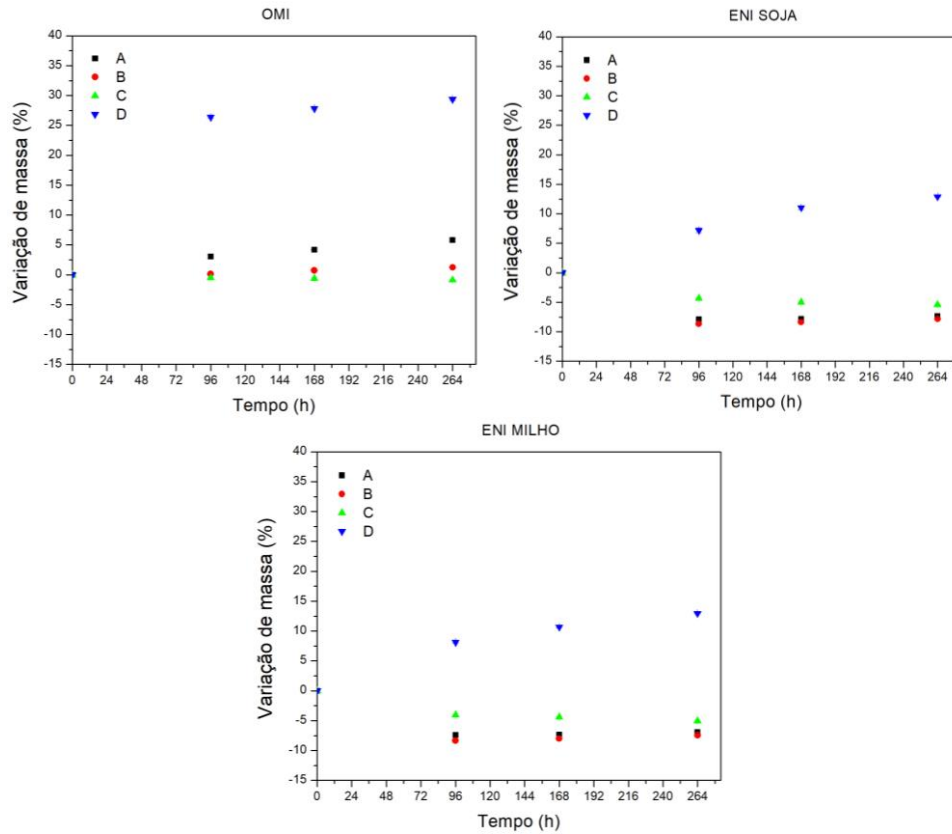 OMI
Variação de massa (%)
40
35
30
25
20
15
10
5
0
-5
-10
-15
A
B
C
D
0 24 48 72 96 120 144 168 192 216 240 264
Tempo (h)
ENI SOJA
Variação de massa (%)
40
35
30
25
20
15
10
5
0
-5
-10
-15
A
B
C
D
0 24 48 72 96 120 144 168 192 216 240 264
Tempo (h)
ENI MILHO
Variação de massa (%)
40
35
30
25
20
15
10
5
0
-5
-10
-15
A
B
C
D
0 24 48 72 96 120 144 168 192 216 240 264
Tempo (h)